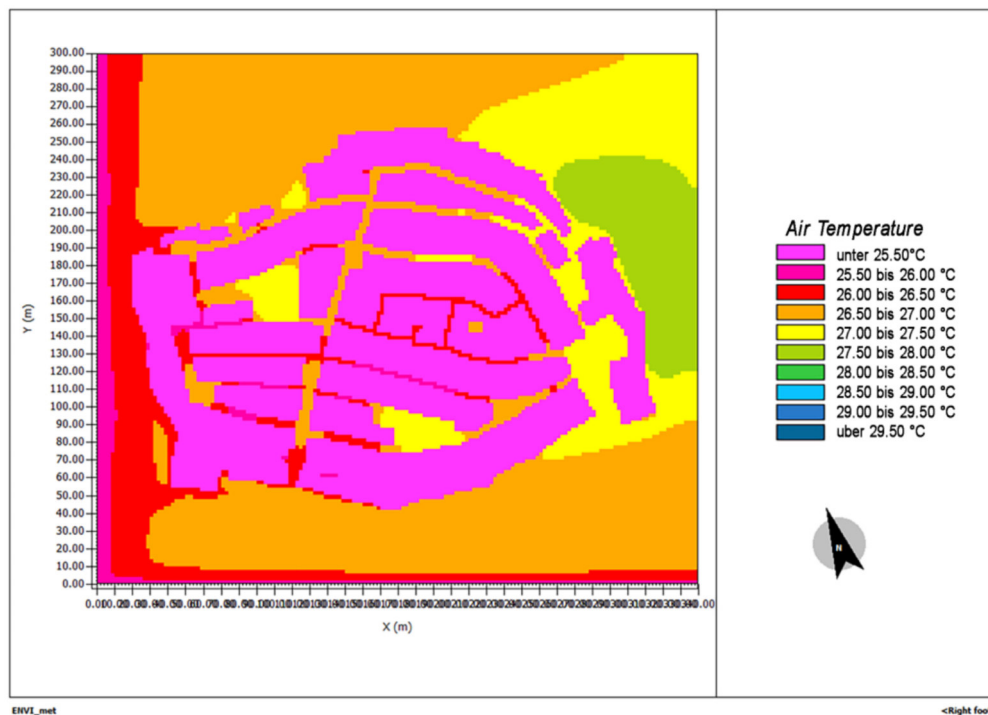 300.00
290.00
280.00
270.00
260.00
250.00
240.00
230.00
220.00
210.00
200.00
190.00
180.00
170.00
160.00
150.00
140.00
130.00
120.00
110.00
100.00
90.00
80.00
70.00
60.00
50.00
40.00
30.00
20.00
10.00
0.00
Y (m)
X (m)
Air Temperature
unter 25.50°C
25.50 bis 26.00 °C
26.00 bis 26.50 °C
26.50 bis 27.00 °C
27.00 bis 27.50 °C
27.50 bis 28.00 °C
28.00 bis 28.50 °C
28.50 bis 29.00 °C
29.00 bis 29.50 °C
uber 29.50 °C
N
ENVI_met
<Right foo